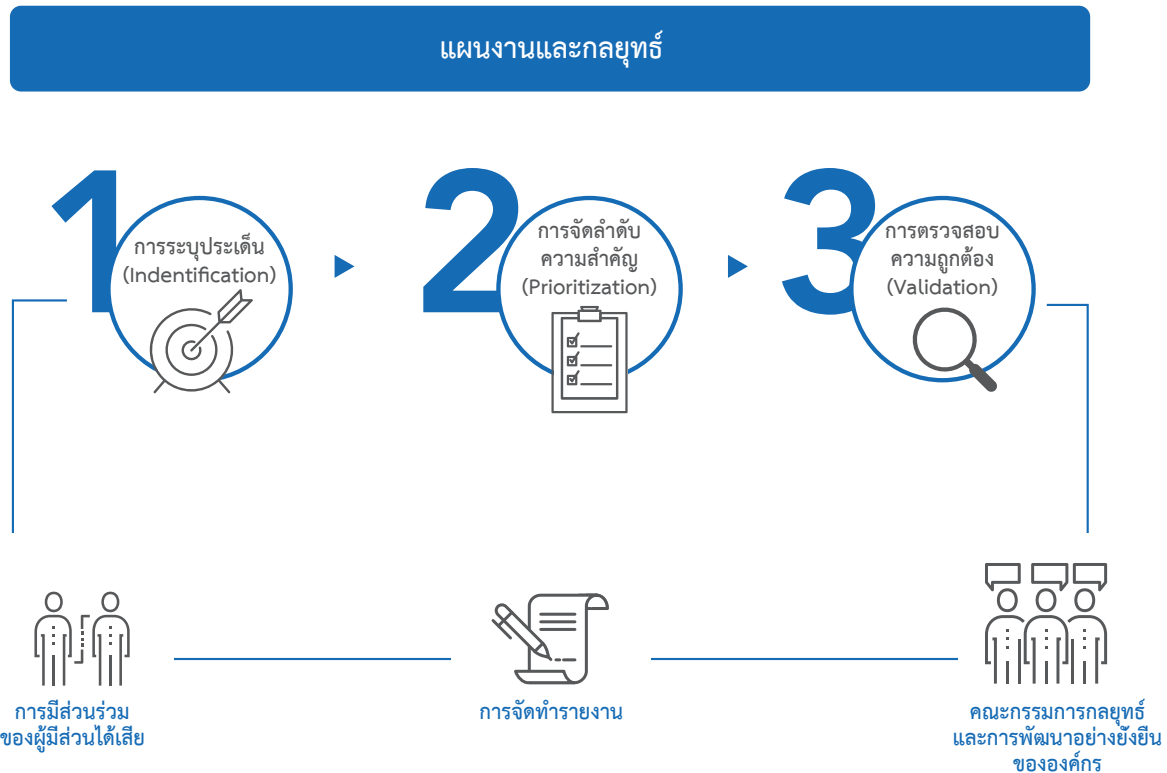 แผนงานและกลยุทธ์
1
การระบุประเด็น
(Indentification)
2
การจัดลำดับ
ความสำคัญ
(Prioritization)
3
การตรวจสอบ
ความถูกต้อง
(Validation)
การมีส่วนร่วม
ของผู้มีส่วนได้เสีย
การจัดทำรายงาน
คณะกรรมการกลยุทธ์
และการพัฒนาอย่างยั่งยืน
ขององค์กร